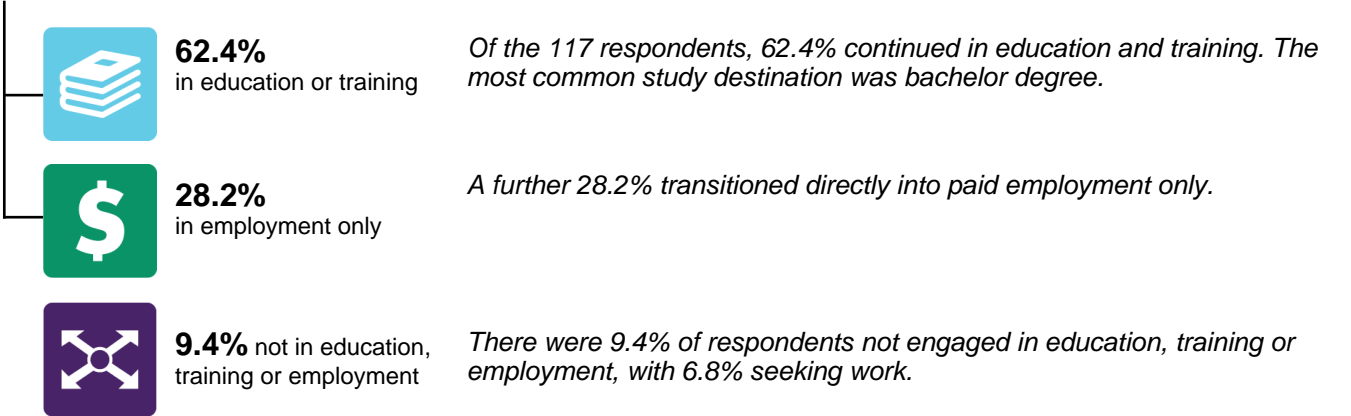 62.4%
in education or training
Of the 117 respondents, 62.4% continued in education and training. The
most common study destination was bachelor degree.
$
28.2%
in employment only
A further 28.2% transitioned directly into paid employment only.
9.4% not in education,
training or employment
There were 9.4% of respondents not engaged in education, training or
employment, with 6.8% seeking work.